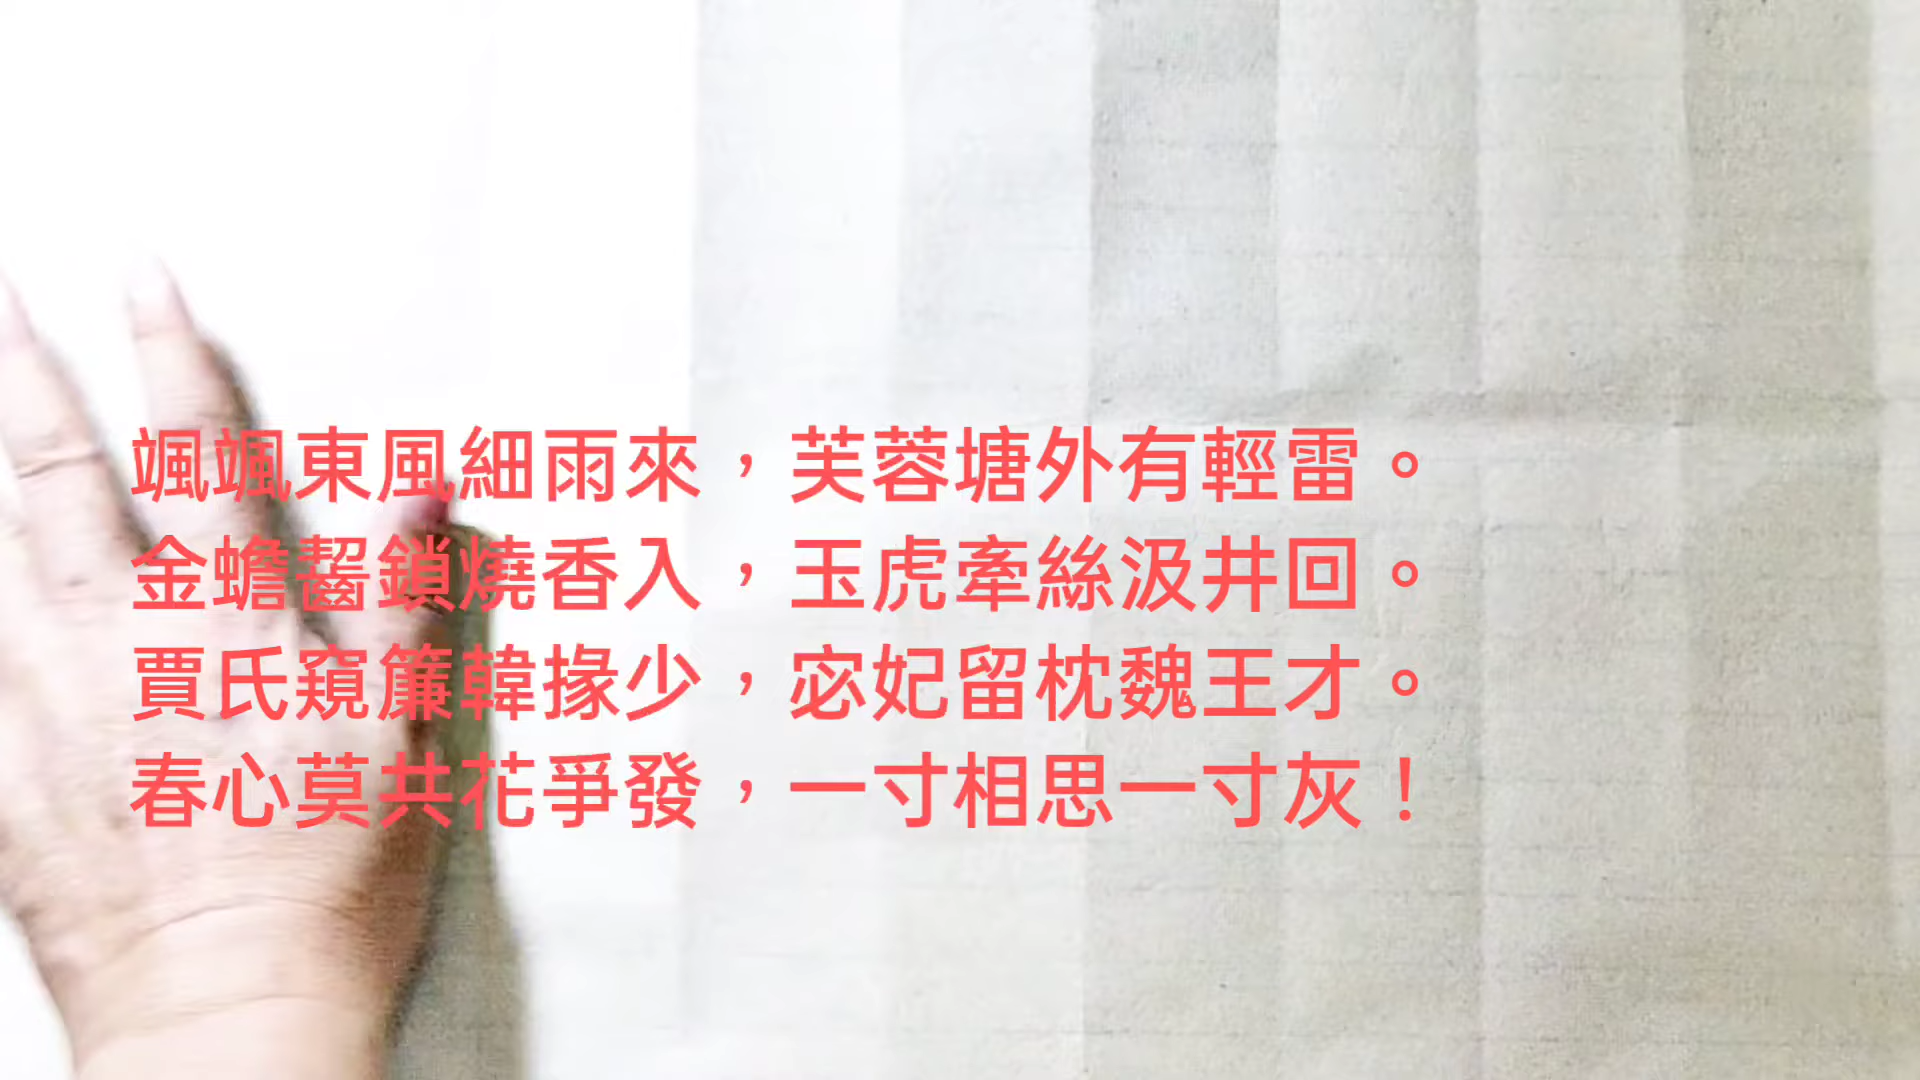 颯颯東風細雨來，芙蓉塘外有輕雷。
金蟾齧鎖燒香入，玉虎牽絲汲井回。
賈氏窺簾韓掾少，宓妃留枕魏王才。
春心莫共花爭發，一寸相思一寸灰！